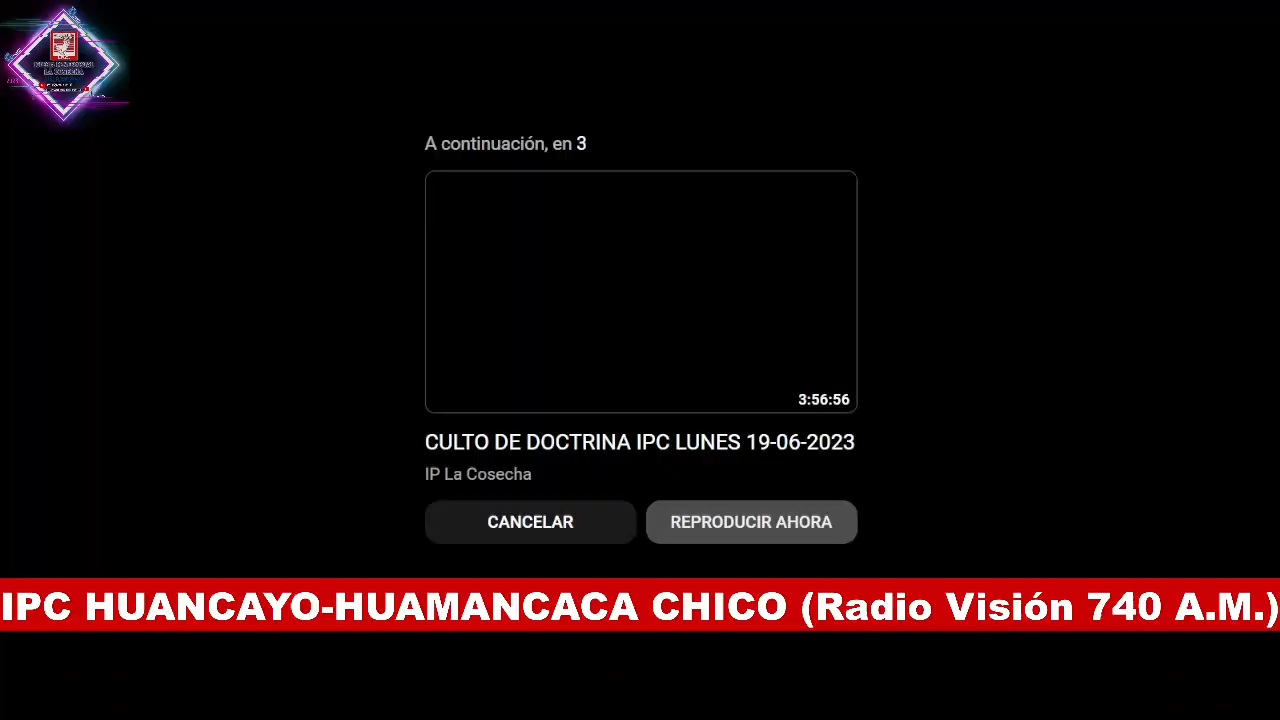 A continuación, en 3
3:56:56
CULTO DE DOCTRINA IPC LUNES 19-06-2023
IP La Cosecha
CANCELAR
REPRODUCIR AHORA
IPC HUANCAYO-HUAMANCACA CHICO (Radio Visión 740 A.M.)